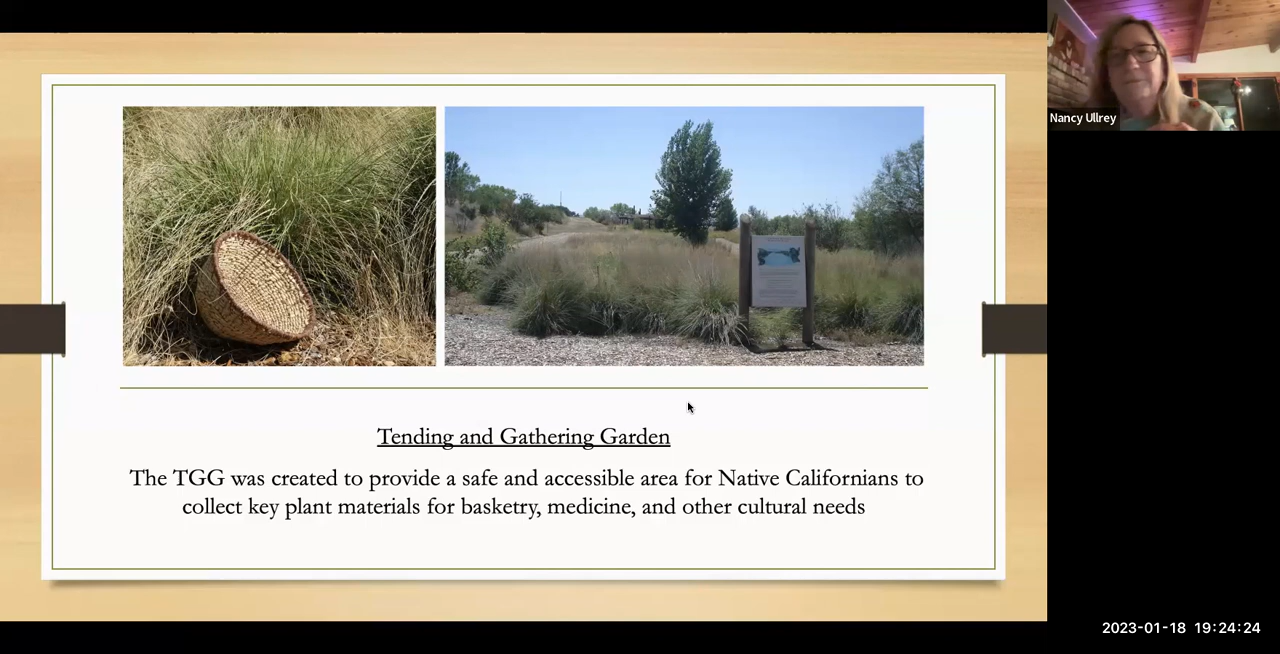 Nancy Ullrey
Tending and Gathering Garden
The TGG was created to provide a safe and accessible area for Native Californians to
collect key plant materials for basketry, medicine, and other cultural needs
2023-01-18 19:24:24